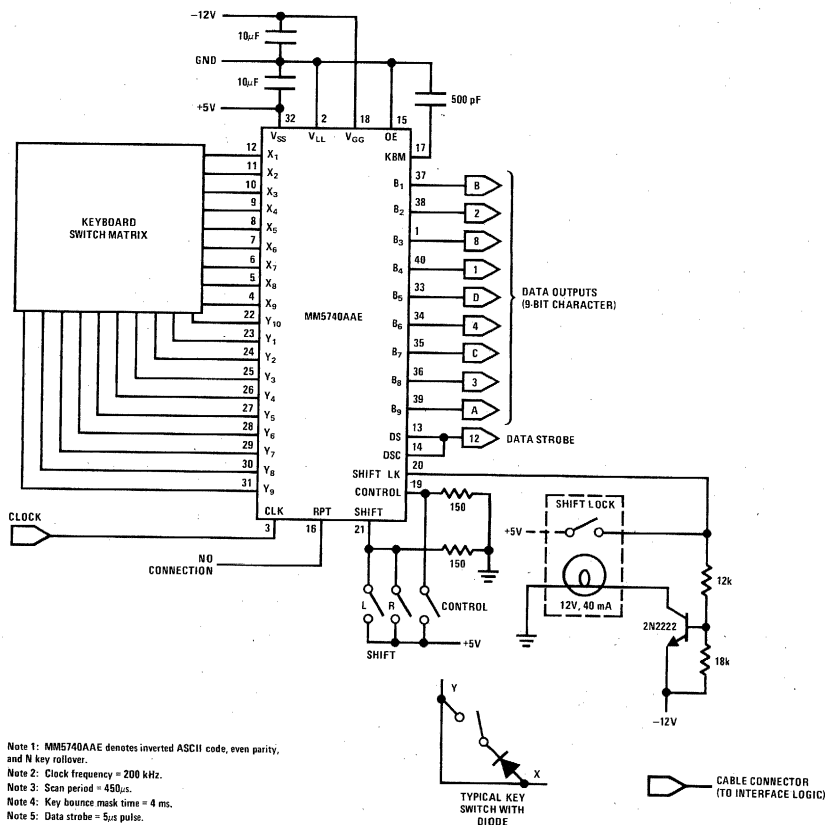 -12V
10µF
GND
10µF
+5V
500 pF
32 2 18 15
V_SS V_LL V_GG OE
17 KBM
KEYBOARD
SWITCH MATRIX
12 X1
11 X2
10 X3
9 X4
8 X5
7 X6
6 X7
5 X8
4 X9
22 Y10
23 Y1
24 Y2
25 Y3
26 Y4
27 Y5
28 Y6
29 Y7
30 Y8
31 Y9
MM5740AAE
B1 37 B
B2 38 2
B3 1 8
B4 40 1
B5 33 D
B6 34 4
B7 35 C
B8 36 3
B9 39 A
DATA OUTPUTS
(9-BIT CHARACTER)
DS 13 12 DATA STROBE
DSC 14
SHIFT LK 20
CONTROL 19
CLK RPT SHIFT
3 16 21
CLOCK
NO
CONNECTION
150
150
L R CONTROL
+5V
SHIFT
SHIFT LOCK
+5V
12V, 40 mA
12k
2N2222
18k
-12V
Y
X
TYPICAL KEY
SWITCH WITH
DIODE
CABLE CONNECTOR
(TO INTERFACE LOGIC)
Note 1: MM5740AAE denotes inverted ASCII code, even parity,
and N key rollover.
Note 2: Clock frequency = 200 kHz.
Note 3: Scan period = 450µs.
Note 4: Key bounce mask time = 4 ms.
Note 5: Data strobe = 5µs pulse.